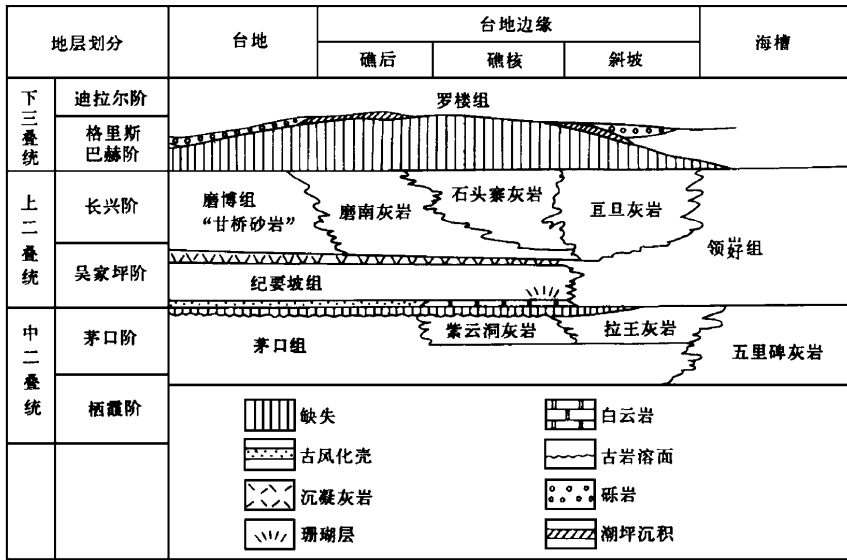 地层划分
台地
台地边缘
海槽
礁后
礁核
斜坡
下三叠统
迪拉尔阶
格里斯
巴赫阶
罗楼组
上二叠统
长兴阶
吴家坪阶
磨博组
“甘桥砂岩”
磨南灰岩
石头寨灰岩
亘旦灰岩
领好组
岩
纪要坡组
中二叠统
茅口阶
栖霞阶
茅口组
紫云洞灰岩
拉王灰岩
五里碑灰岩
缺失
白云岩
古风化壳
古岩溶面
沉凝灰岩
砾岩
珊瑚层
潮坪沉积